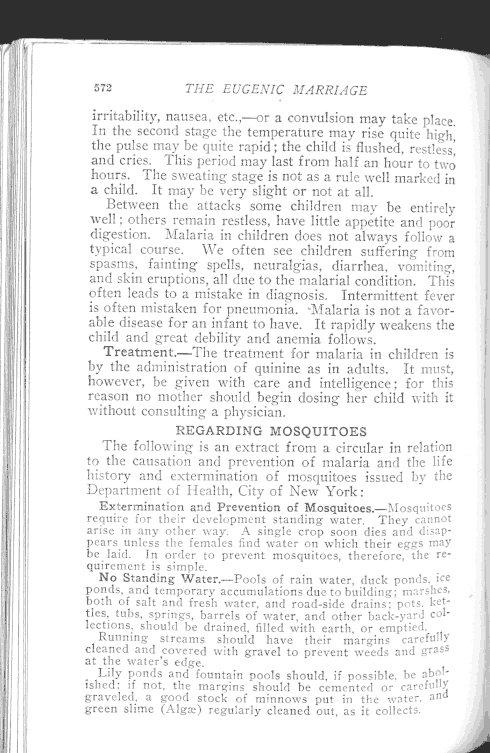 572 THE EUGENIC MARRIAGE
irritability, nausea, etc.,—or a convulsion may take place.
In the second stage the temperature may rise quite high,
the pulse may be quite rapid; the child is flushed, restless,
and cries. This period may last from half an hour to two
hours. The sweating stage is not as a rule well marked in
a child. It may be very slight or not at all.
Between the attacks some children may be entirely
well; others remain restless, have little appetite and poor
digestion. Malaria in children does not always follow a
typical course. We often see children suffering from
spasms, fainting spells, neuralgias, diarrhea, vomiting,
and skin eruptions, all due to the malarial condition. This
often leads to a mistake in diagnosis. Intermittent fever
is often mistaken for pneumonia. Malaria is not a favor-
able disease for an infant to have. It rapidly weakens the
child and great debility and anemia follows.
Treatment.—The treatment for malaria in children is
by the administration of quinine as in adults. It must,
however, be given with care and intelligence; for this
reason no mother should begin dosing her child with it
without consulting a physician.
REGARDING MOSQUITOES
The following is an extract from a circular in relation
to the causation and prevention of malaria and the life
history and extermination of mosquitoes issued by the
Department of Health, City of New York:
Extermination and Prevention of Mosquitoes.—Mosquitoes
require for their development standing water. They cannot
arise in any other way. A single crop soon dies and disap-
pears unless the females find water on which their eggs may
be laid. In order to prevent mosquitoes, therefore, the re-
quirement is simple.
No Standing Water.—Pools of rain water, duck ponds, ice
ponds, and temporary accumulations due to building; marshes,
both of salt and fresh water, and road-side drains; pots, ket-
tles, tubs, springs, barrels of water, and other back-yard col-
lections, should be drained, filled with earth, or emptied.
Running streams should have their margins carefully
cleaned and covered with gravel to prevent weeds and grass
at the water's edge.
Lily ponds and fountain pools should, if possible, be abol-
ished; if not, the margins should be cemented or carefully
graveled, a good stock of minnows put in the water, and
green slime (Algæ) regularly cleaned out, as it collects.